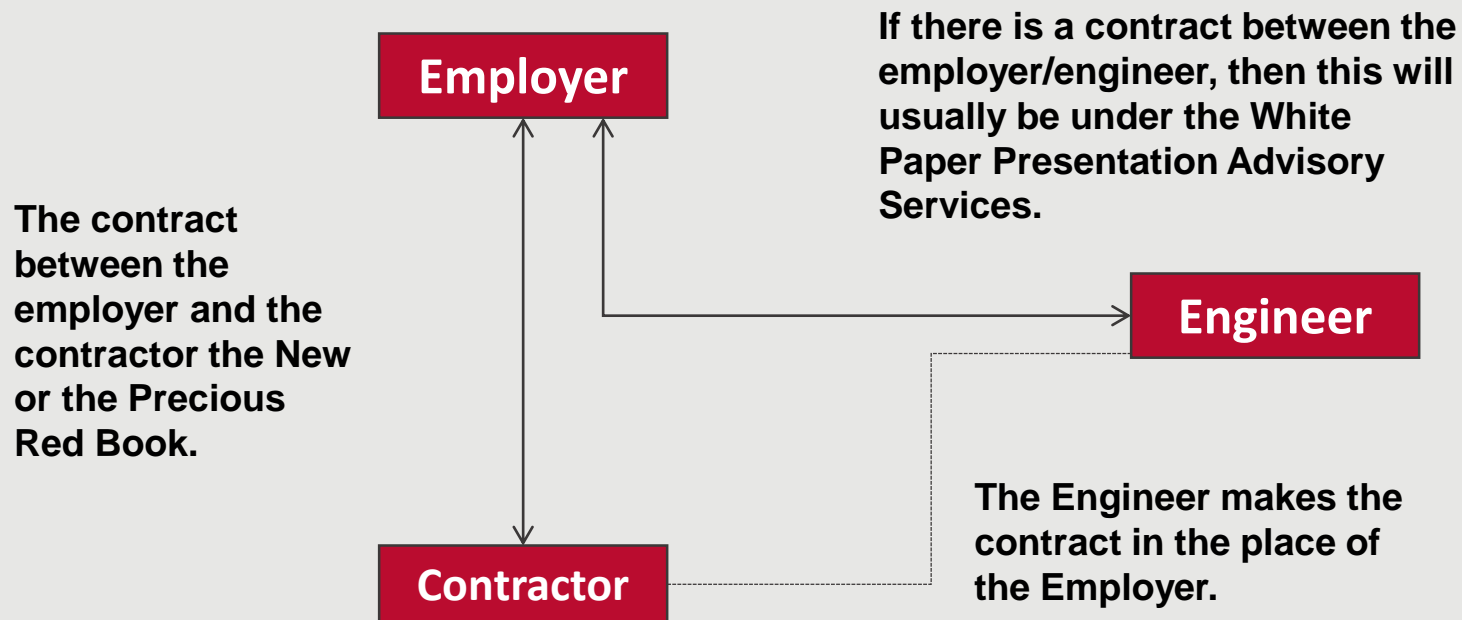 Employer
If there is a contract between the
employer/engineer, then this will
usually be under the White
Paper Presentation Advisory
Services.
The contract
between the
employer and the
contractor the New
or the Precious
Red Book.
Engineer
The Engineer makes the
contract in the place of
the Employer.
Contractor